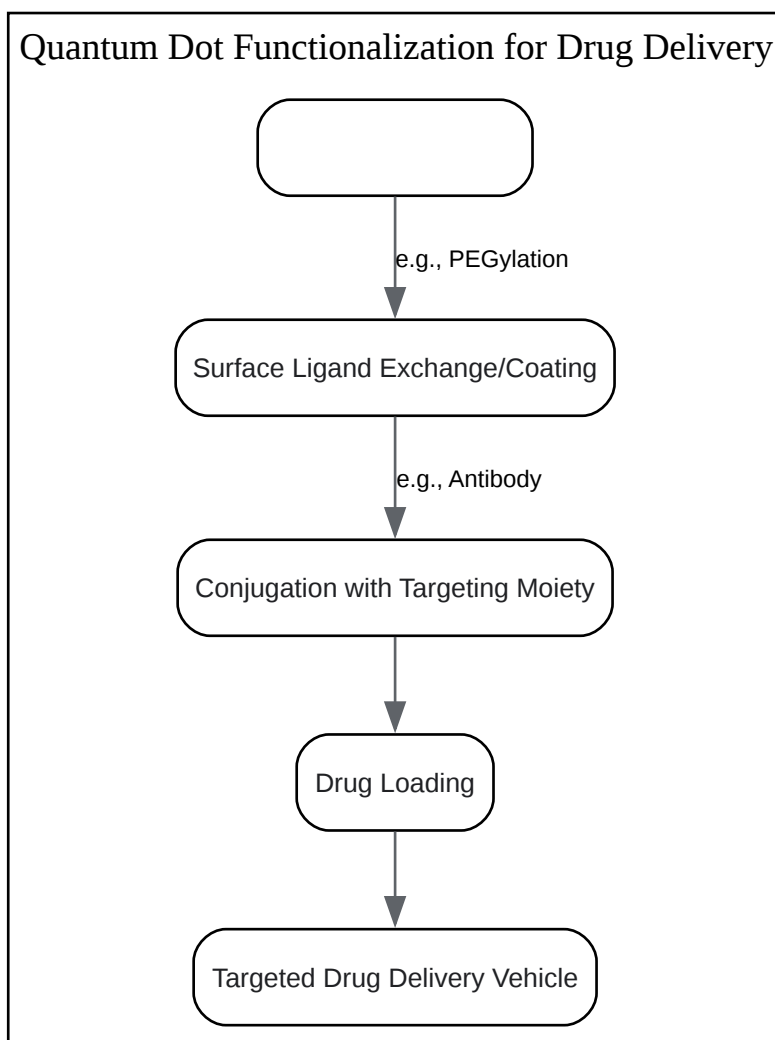 Quantum Dot Functionalization for Drug Delivery
e.g., PEGylation
Surface Ligand Exchange/Coating
e.g., Antibody
Conjugation with Targeting Moiety
Drug Loading
Targeted Drug Delivery Vehicle